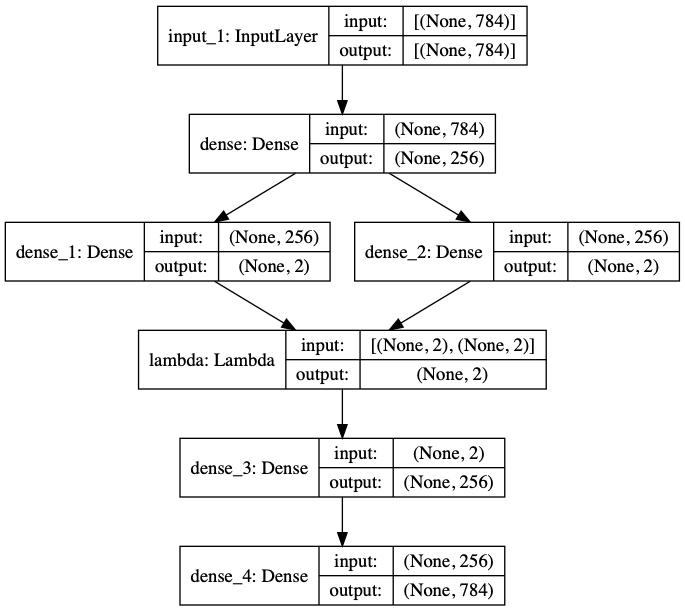 input_1: InputLayer
input: [(None, 784)]
output: [(None, 784)]
dense: Dense
input: (None, 784)
output: (None, 256)
dense_1: Dense
input: (None, 256)
output: (None, 2)
dense_2: Dense
input: (None, 256)
output: (None, 2)
lambda: Lambda
input: [(None, 2), (None, 2)]
output: (None, 2)
dense_3: Dense
input: (None, 2)
output: (None, 256)
dense_4: Dense
input: (None, 256)
output: (None, 784)